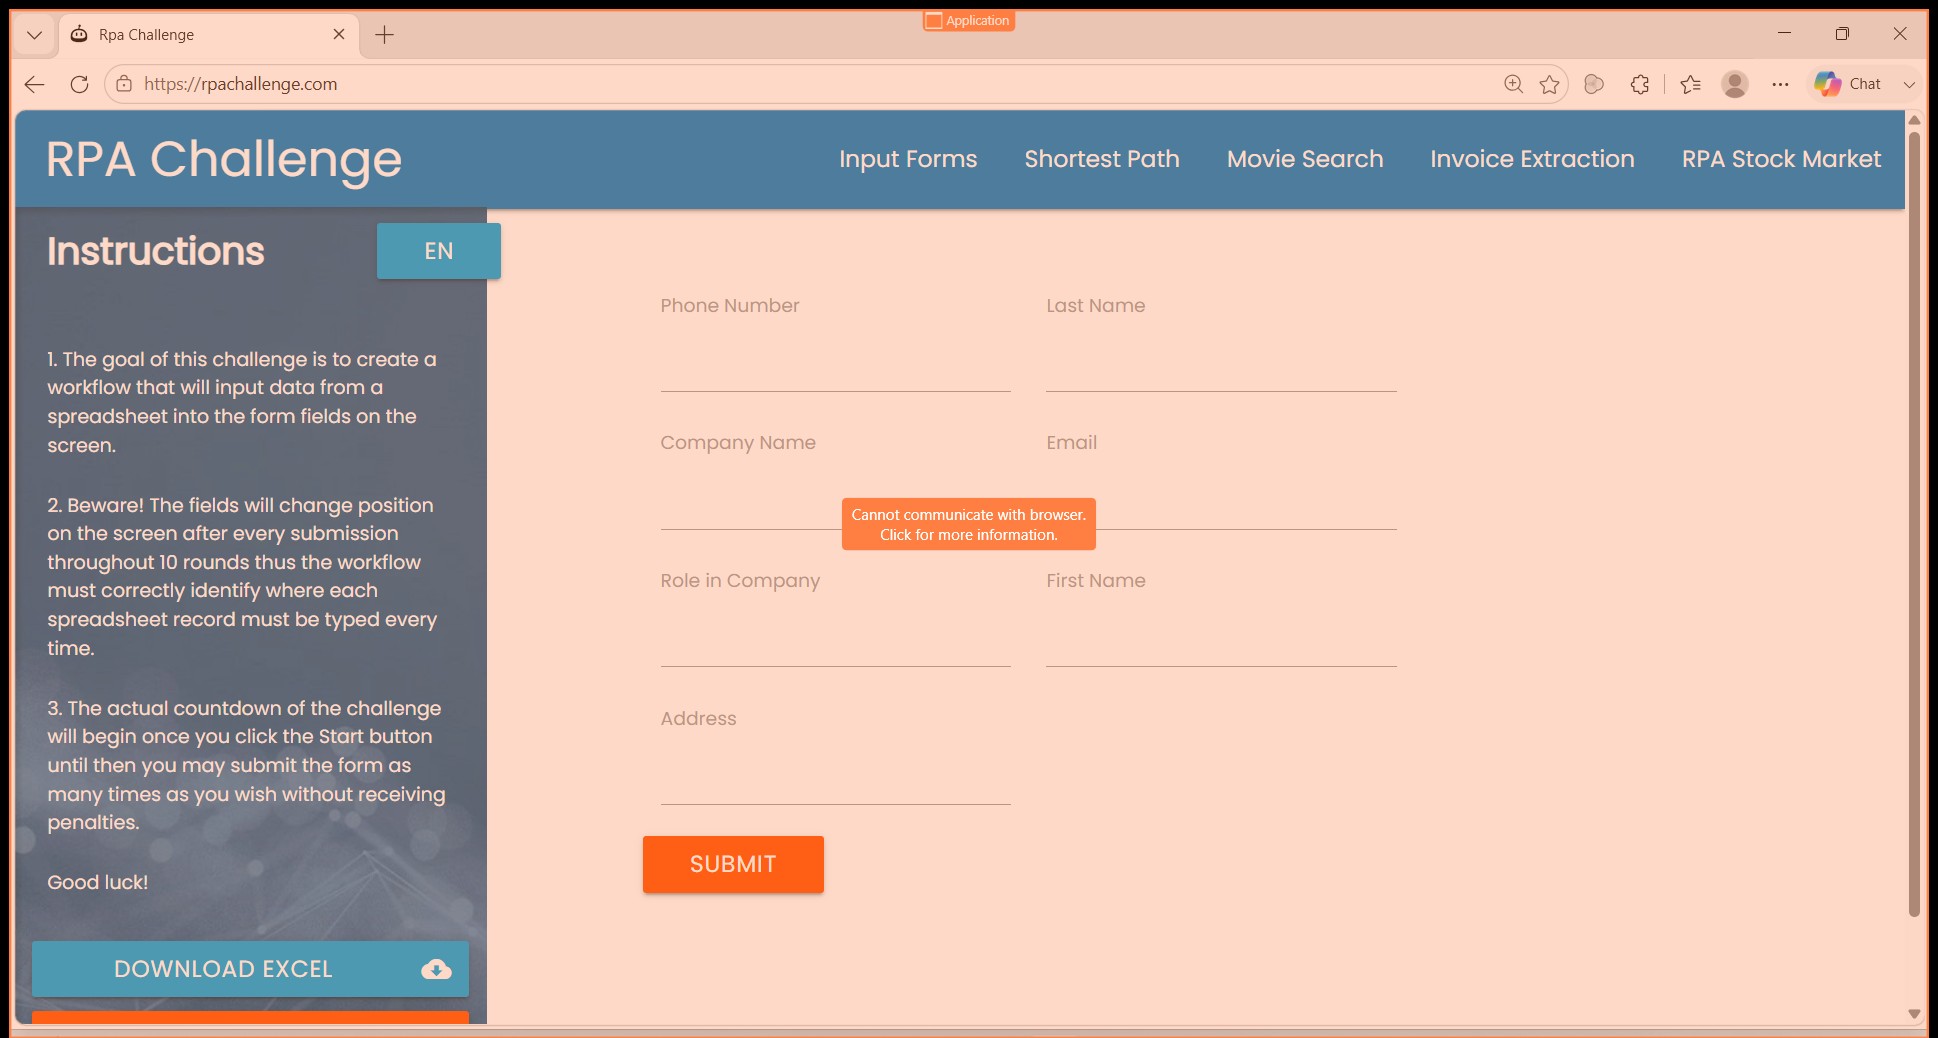 Application
Rpa Challenge
https://rpachallenge.com
Chat
RPA Challenge
Input Forms
Shortest Path
Movie Search
Invoice Extraction
RPA Stock Market
Instructions
EN
1. The goal of this challenge is to create a
workflow that will input data from a
spreadsheet into the form fields on the
screen.
2. Beware! The fields will change position
on the screen after every submission
throughout 10 rounds thus the workflow
must correctly identify where each
spreadsheet record must be typed every
time.
3. The actual countdown of the challenge
will begin once you click the Start button
until then you may submit the form as
many times as you wish without receiving
penalties.
Good luck!
DOWNLOAD EXCEL
Phone Number
Last Name
Company Name
Email
Cannot communicate with browser.
Click for more information.
Role in Company
First Name
Address
SUBMIT